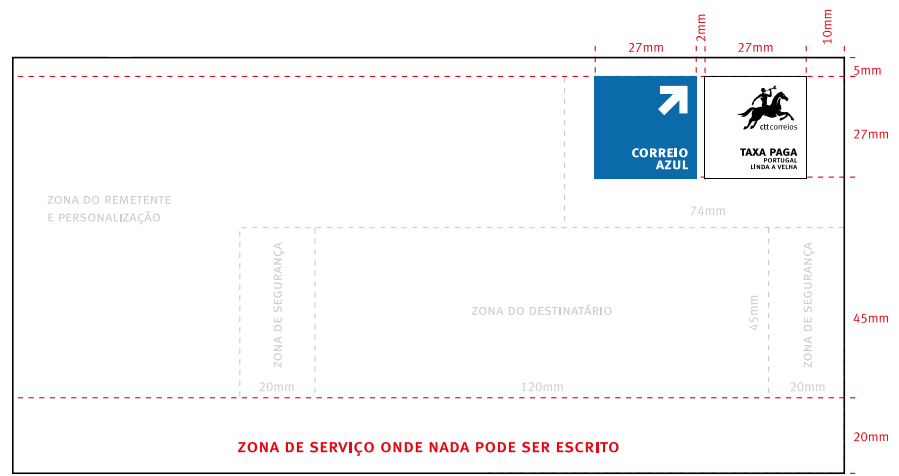 27mm
2mm
27mm
10mm
5mm
27mm
CORREIO
AZUL
ctt correios
TAXA PAGA
PORTUGAL
LINDA A VELHA
ZONA DO REMETENTE
E PERSONALIZAÇÃO
74mm
ZONA DE SEGURANÇA
ZONA DO DESTINATÁRIO
45mm
ZONA DE SEGURANÇA
45mm
20mm
120mm
20mm
ZONA DE SERVIÇO ONDE NADA PODE SER ESCRITO
20mm